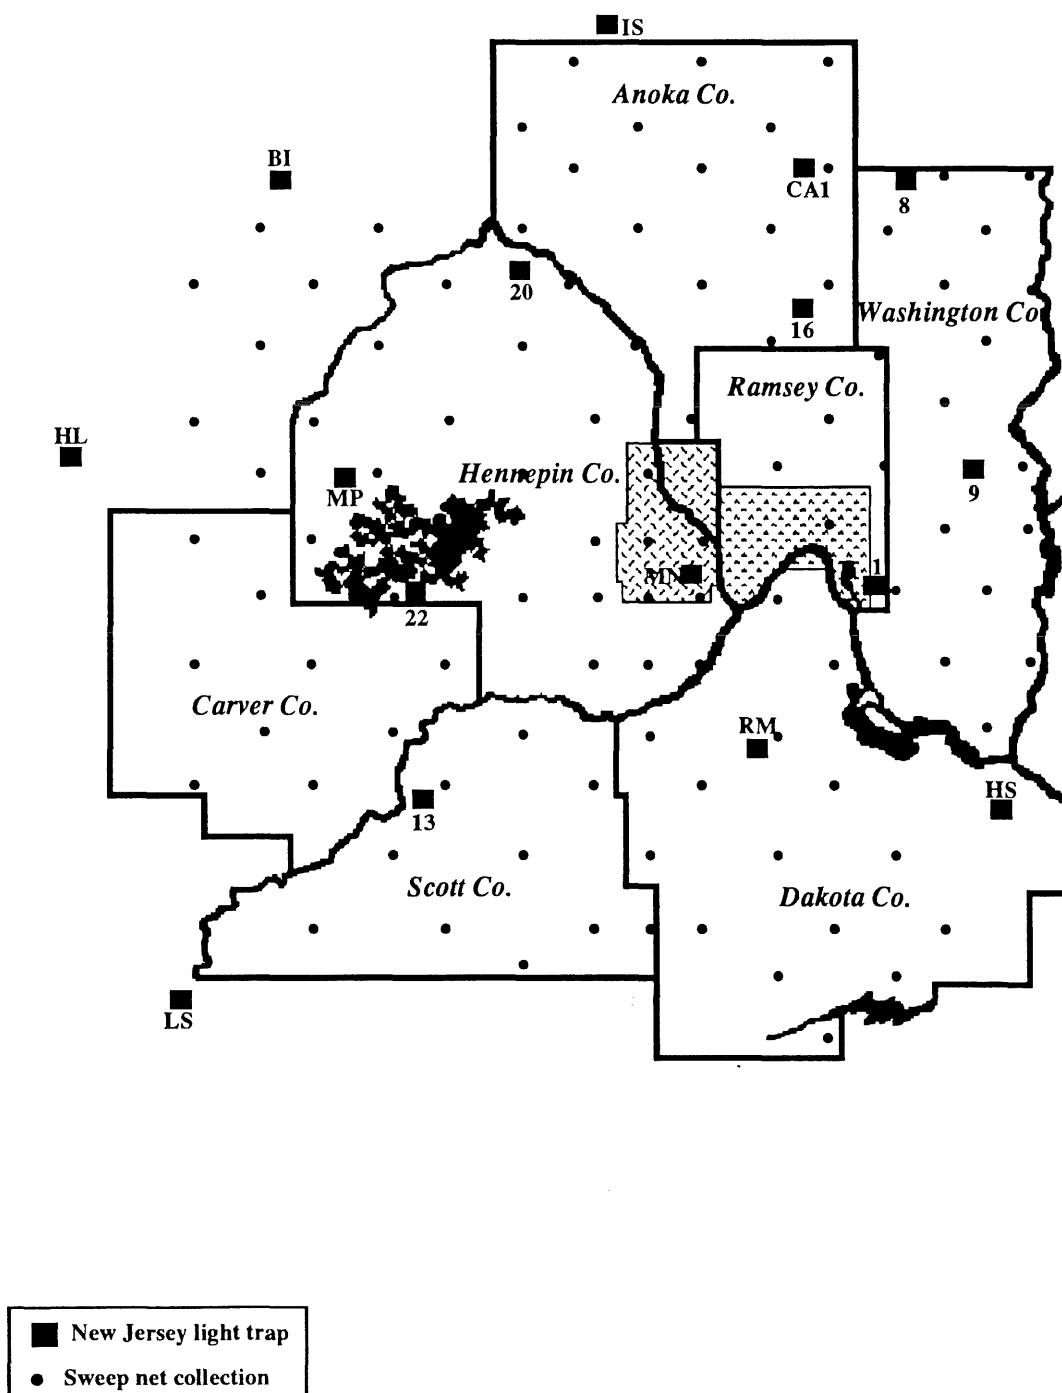 IS
Anoka Co.
BI
CA1
8
20
16
Washington Co
Ramsey Co.
HL
MP
Hennepin Co.
9
MN
1
22
Carver Co.
RM
HS
13
Scott Co.
Dakota Co.
LS
New Jersey light trap
Sweep net collection